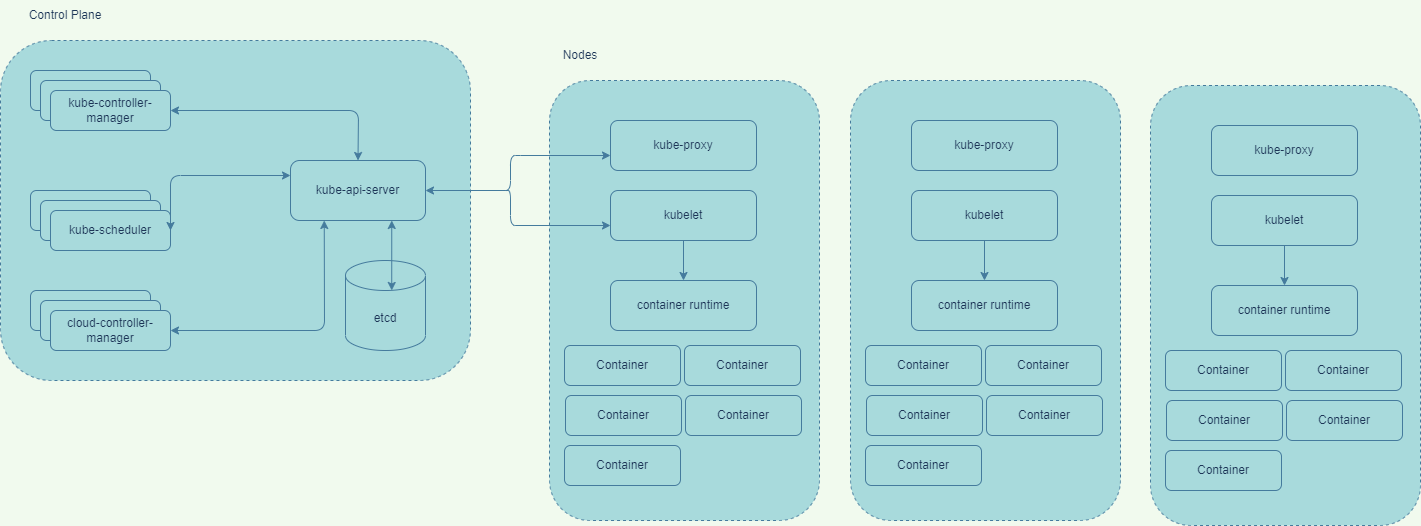 Control Plane
kube-controller-
manager
kube-api-server
kube-scheduler
cloud-controller-
manager
etcd
Nodes
kube-proxy
kubelet
container runtime
Container
Container
Container
Container
Container
kube-proxy
kubelet
container runtime
Container
Container
Container
Container
Container
kube-proxy
kubelet
container runtime
Container
Container
Container
Container
Container